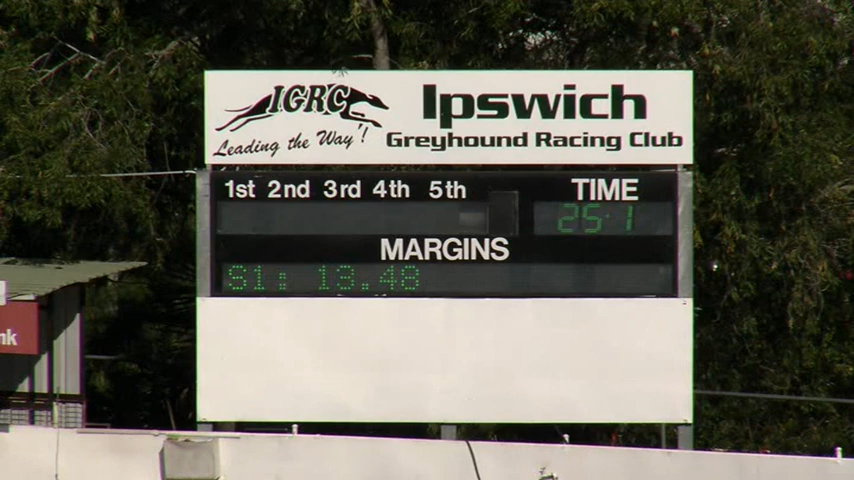 IGRC
Leading the Way'!
Ipswich
Greyhound Racing Club
1st 2nd 3rd 4th 5th
TIME
25.1
MARGINS
S1: 13.48
nk